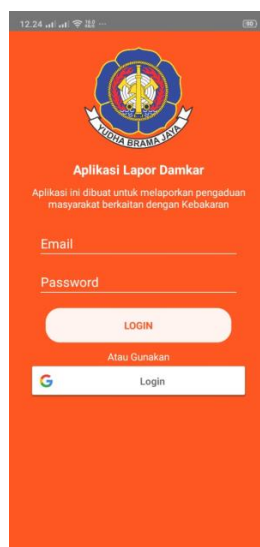 12.24
YUDHA BRAMA JAYA
Aplikasi Lapor Damkar
Aplikasi ini dibuat untuk melaporkan pengaduan
masyarakat berkaitan dengan Kebakaran
Email
Password
LOGIN
Atau Gunakan
G Login